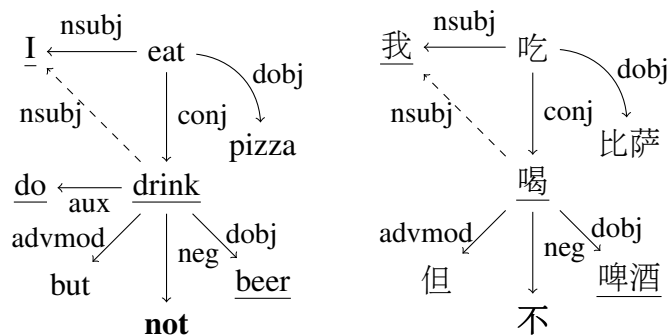 nsubj
I eat
dobj
nsubj conj
pizza
do drink
aux
advmod dobj
neg
but beer
not
nsubj
我 吃
dobj
nsubj conj
比萨
喝
advmod dobj
neg
但 啤酒
不